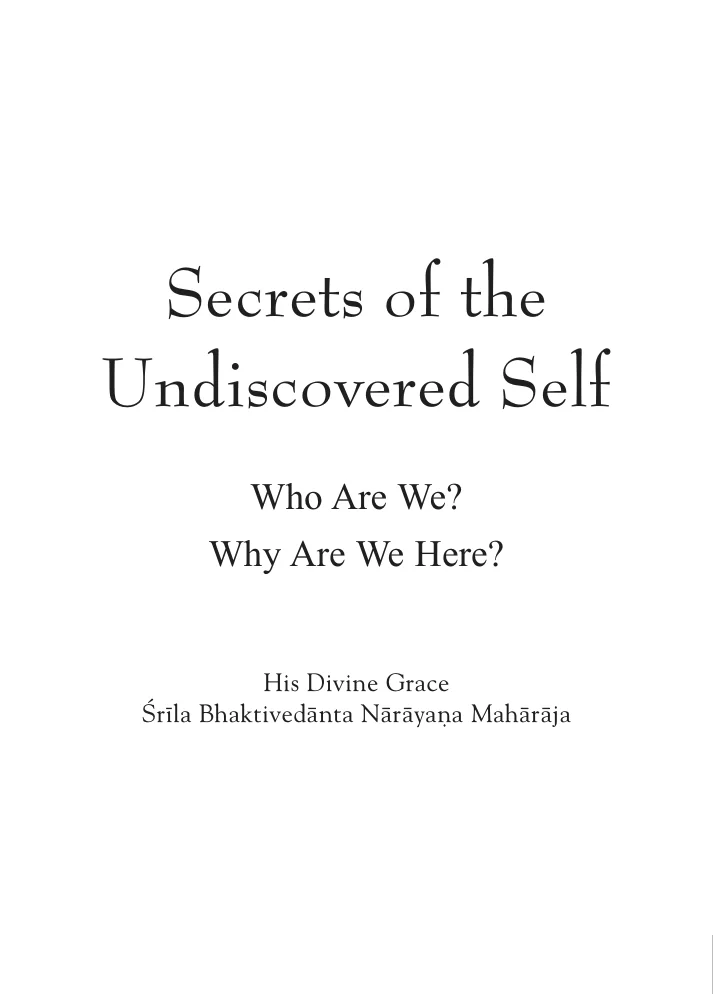 Secrets of the
Undiscovered Self
Who Are We?
Why Are We Here?
His Divine Grace
Śrīla Bhaktivedānta Nārāyaṇa Mahārāja